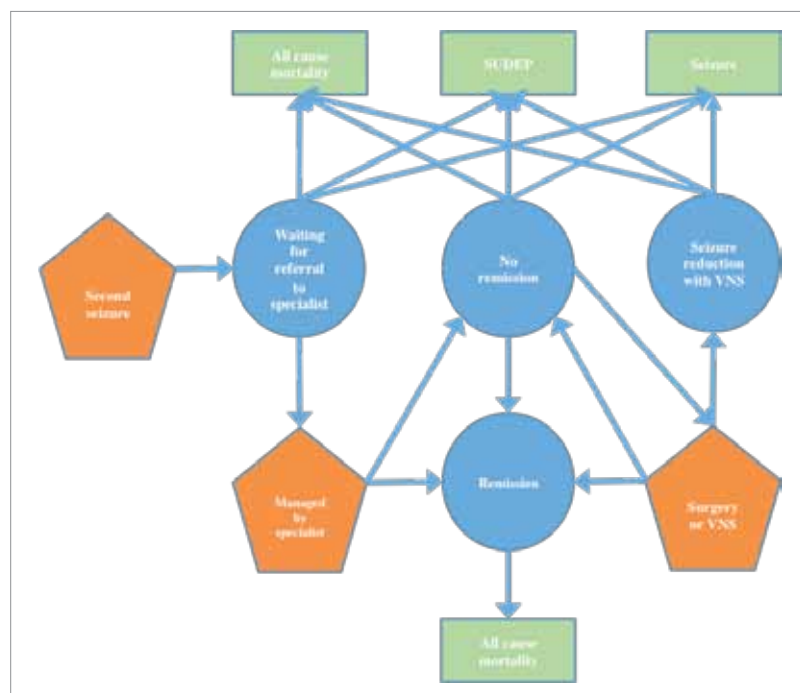 All cause
mortality
SUDEP
Seizure
Waiting
for
referral
to
specialist
No
remission
Seizure
reduction
with VNS
Second
seizure
Managed
by
specialist
Remission
Surgery
or VNS
All cause
mortality